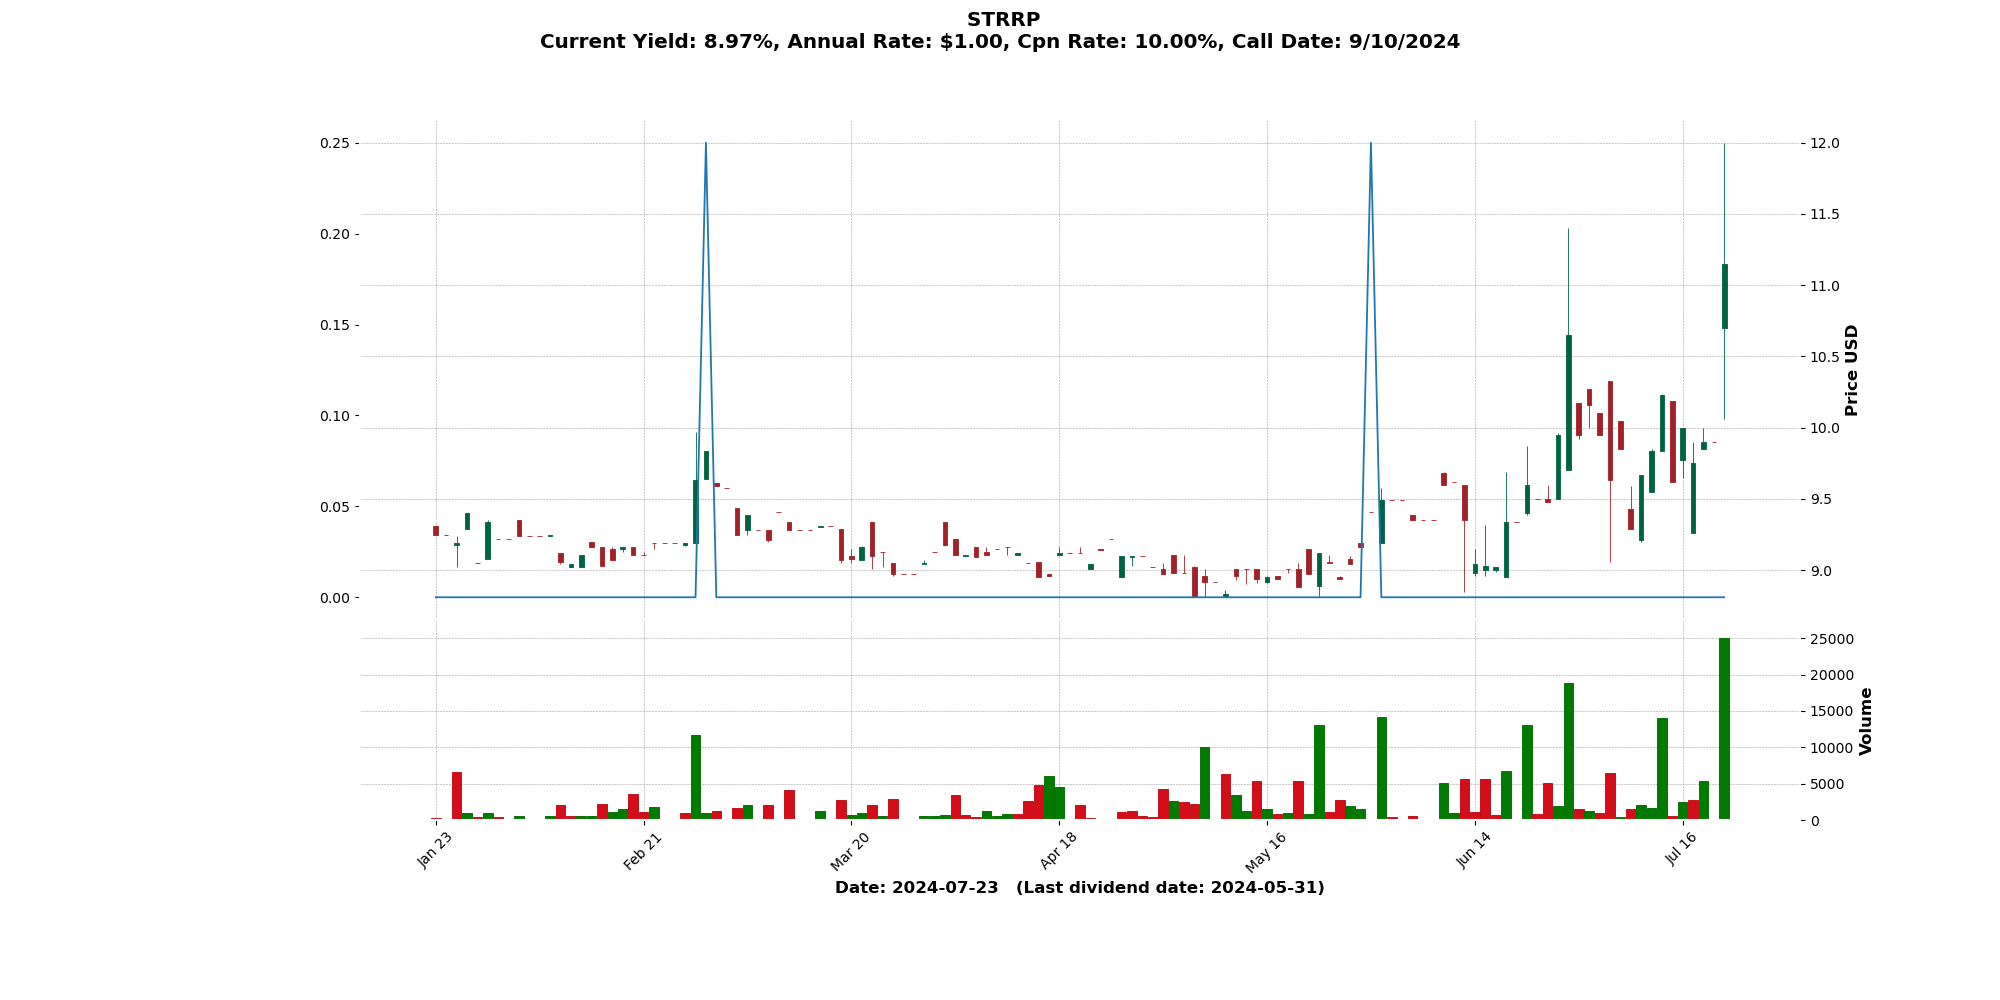 STRRP
Current Yield: 8.97%, Annual Rate: $1.00, Cpn Rate: 10.00%, Call Date: 9/10/2024
0.25
0.20
0.15
0.10
0.05
0.00
12.0
11.5
11.0
10.5
10.0
9.5
9.0
Price USD
25000
20000
15000
10000
5000
0
Volume
Jan 23
Feb 21
Mar 20
Apr 18
May 16
Jun 14
Jul 16
Date: 2024-07-23 (Last dividend date: 2024-05-31)